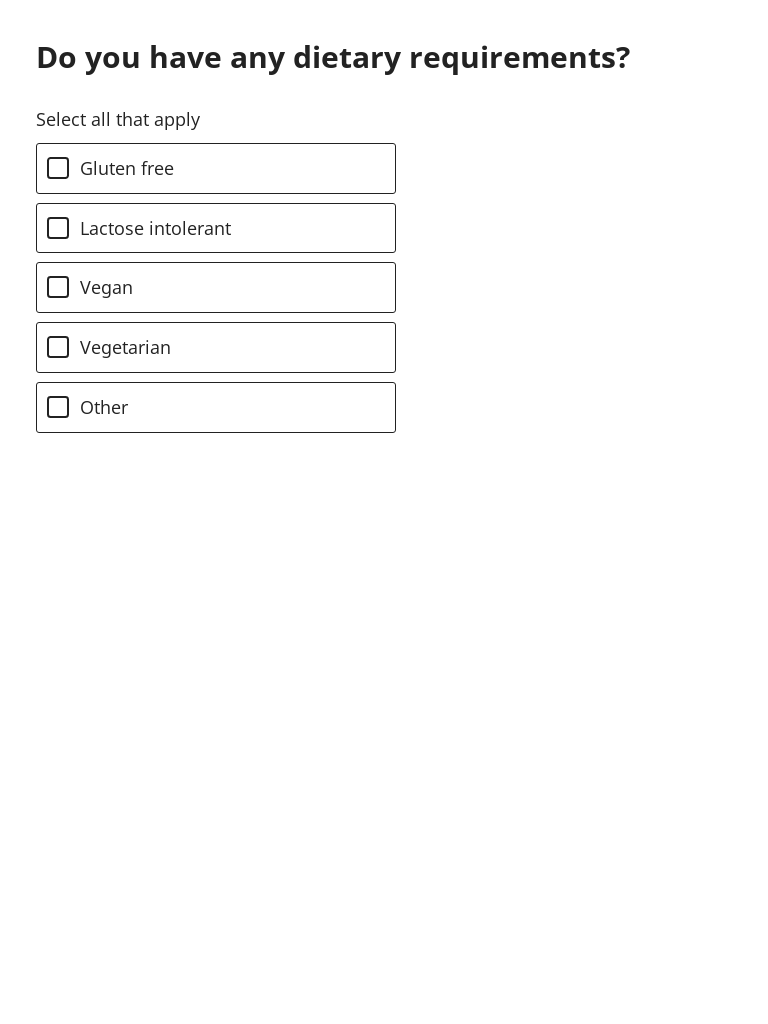 Do you have any dietary requirements?
Select all that apply
Gluten free
Lactose intolerant
Vegan
Vegetarian
Other